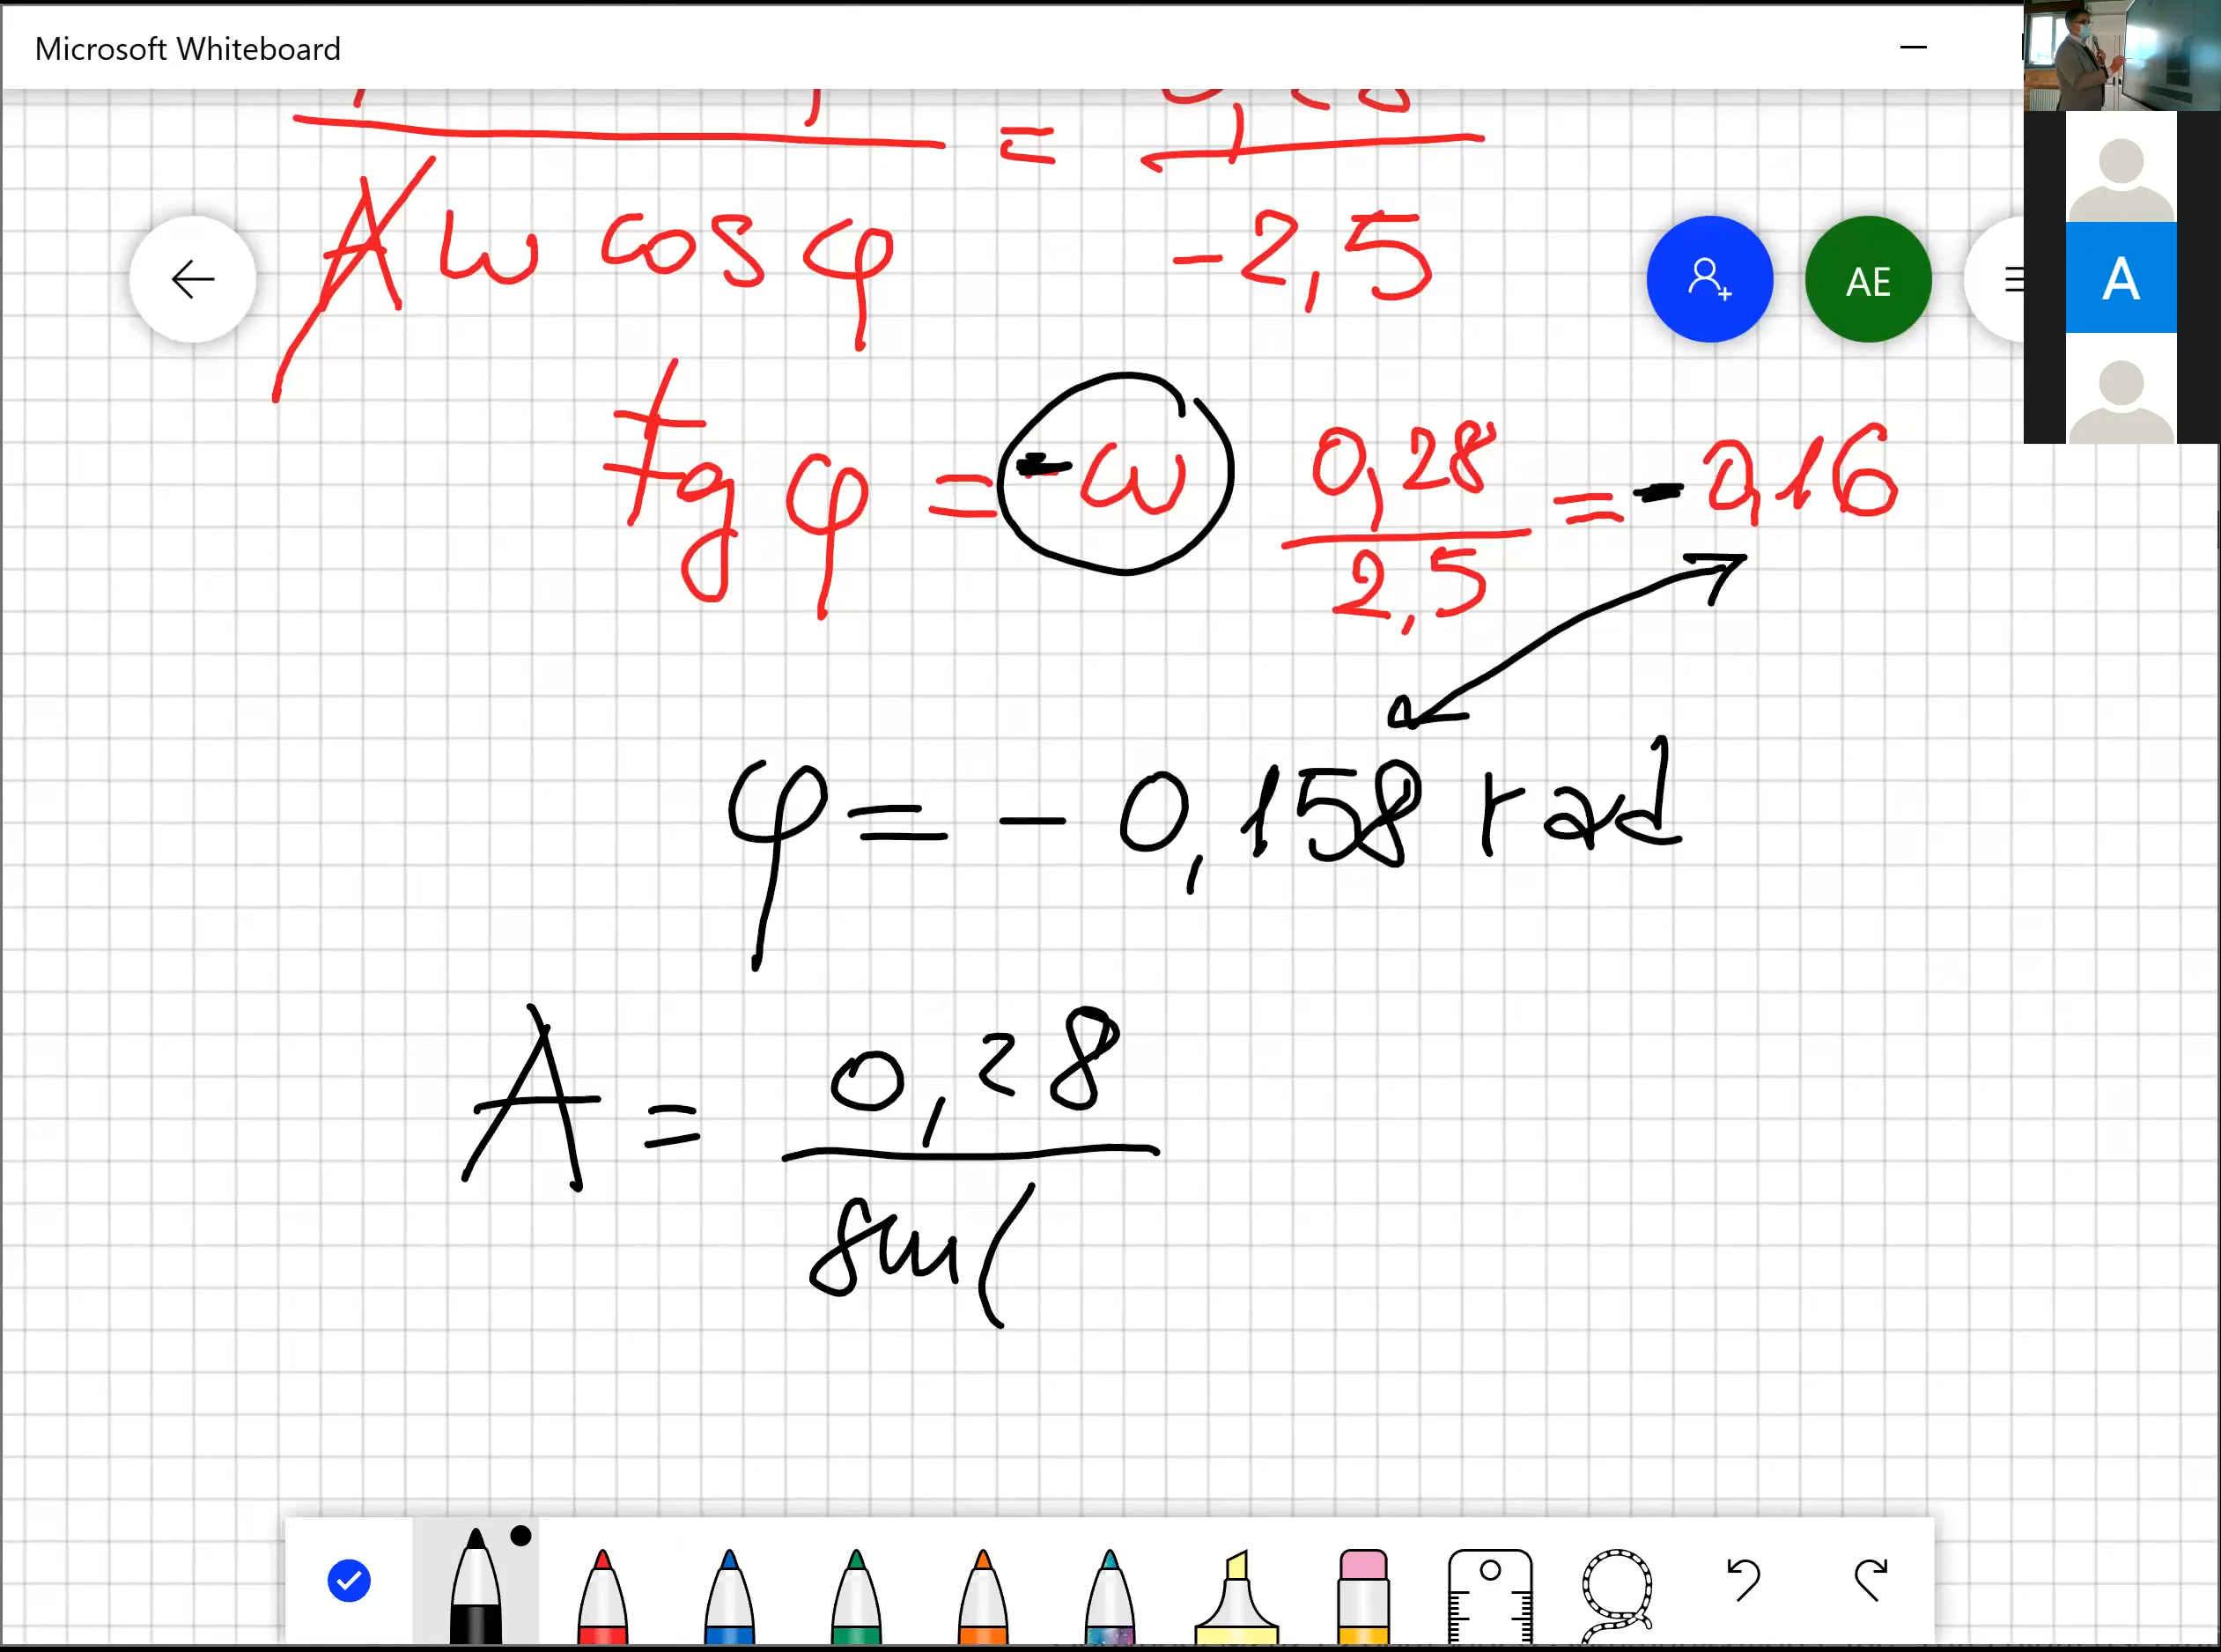 Microsoft Whiteboard
A ω cos φ = -2,5
AE
A
tg φ = -ω 0,28 / 2,5 = -0,16
φ = - 0,158 rad
A = 0,28 / sin(